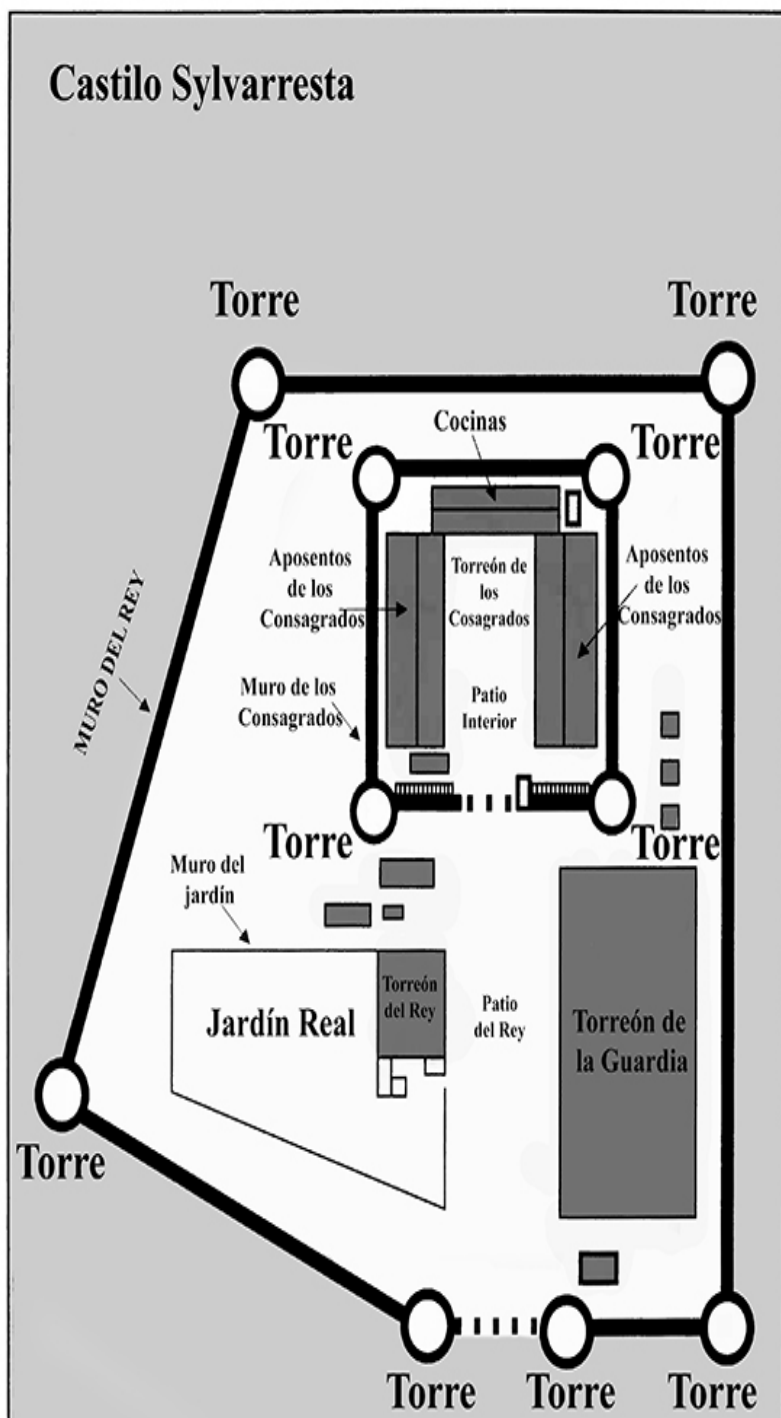 Castilo Sylvarresta
Torre
Torre
Torre
Cocinas
Torre
Aposentos
de los
Consagrados
Torreón de
los
Cosagrados
Aposentos
de los
Consagrados
MURO DEL REY
Muro de los
Consagrados
Patio
Interior
Torre
Torre
Muro del
jardín
Jardín Real
Torreón
del Rey
Patio
del Rey
Torreón de
la Guardia
Torre
Torre
Torre
Torre